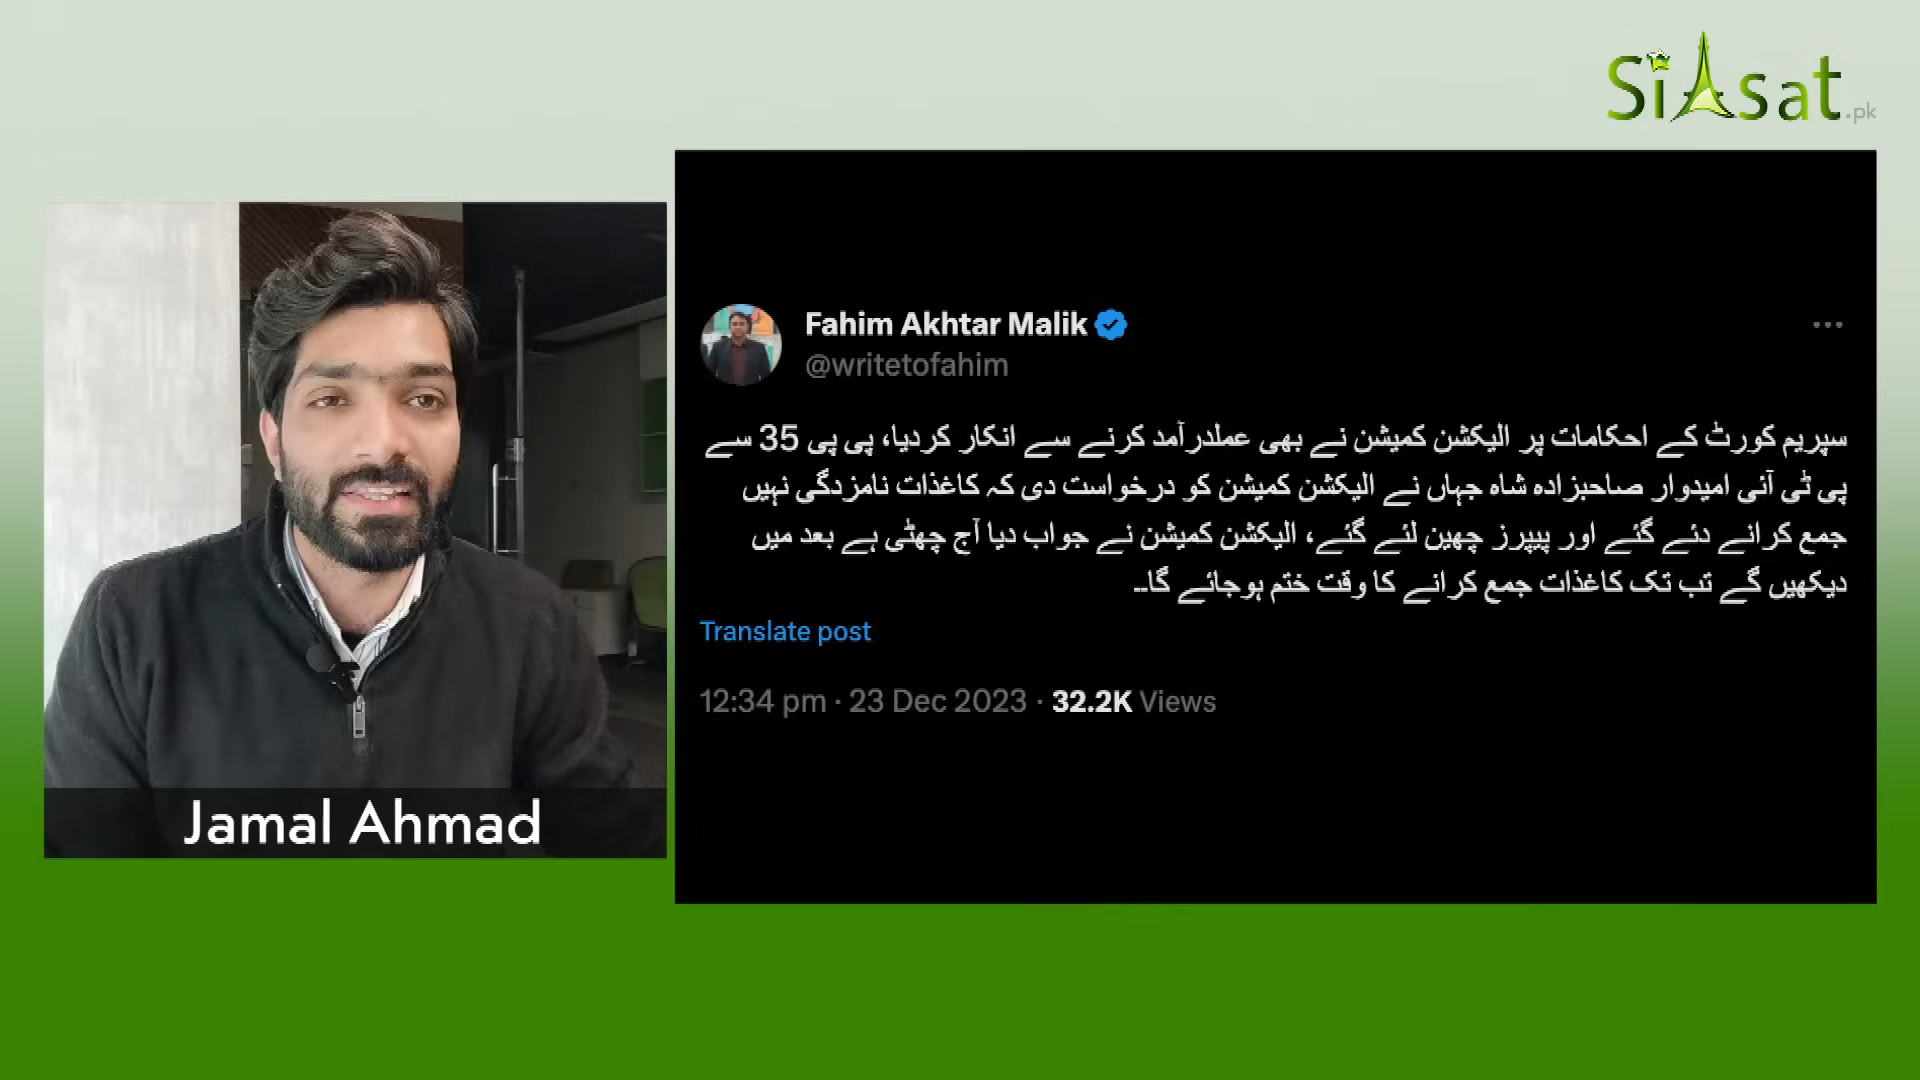 SiAsat.pk
Fahim Akhtar Malik
@writetofahim
سپریم کورٹ کے احکامات پر الیکشن کمیشن نے بھی عملدرآمد کرنے سے انکار کردیا، پی پی 35 سے
پی ٹی آئی امیدوار صاحبزادہ شاہ جہاں نے الیکشن کمیشن کو درخواست دی کہ کاغذات نامزدگی نہیں
جمع کرانے دئے گئے اور پیپرز چھین لئے گئے، الیکشن کمیشن نے جواب دیا آج چھٹی ہے بعد میں
دیکھیں گے تب تک کاغذات جمع کرانے کا وقت ختم ہوجائے گا۔۔
Translate post
12:34 pm · 23 Dec 2023 · 32.2K Views
Jamal Ahmad